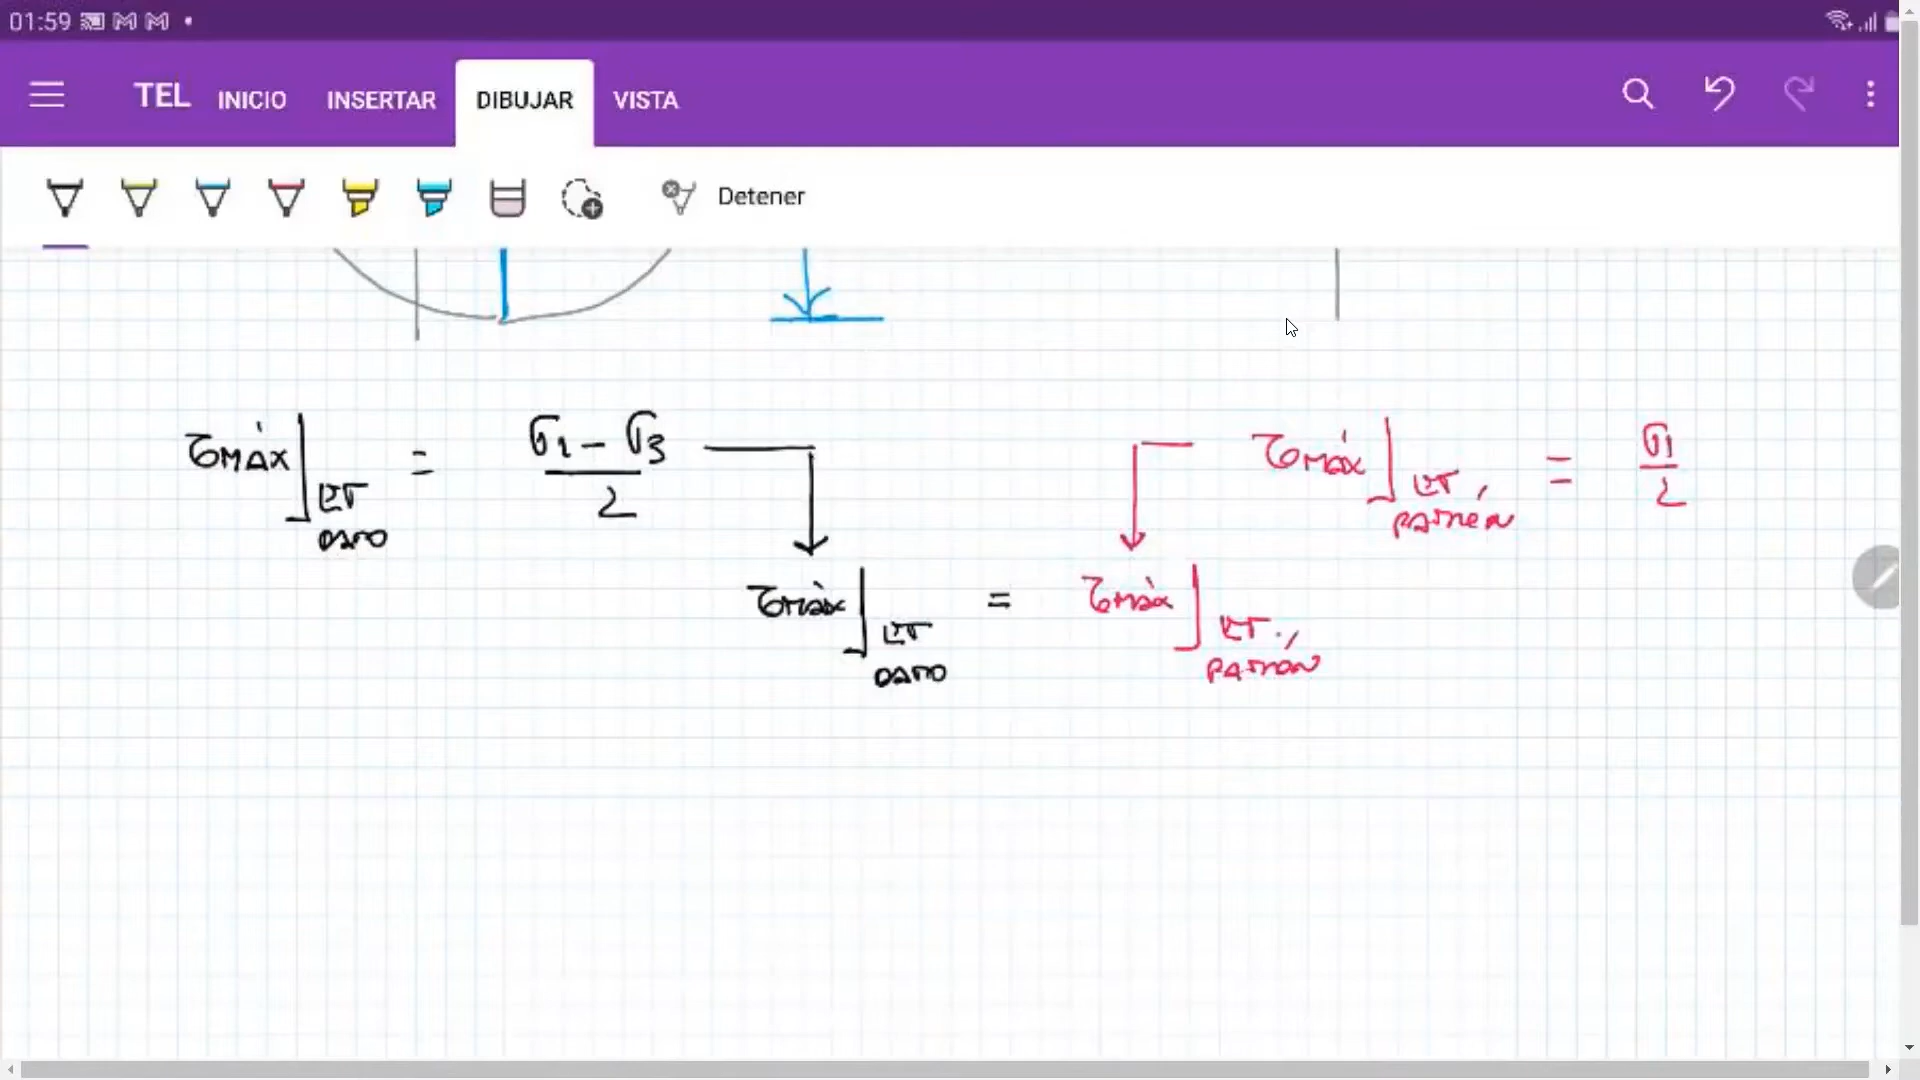 01:59
TEL INICIO INSERTAR DIBUJAR VISTA
Detener
τmáx | ET DATO = σ1 - σ3 / 2
τmáx | ET PATRÓN = σ1 / 2
τmáx | ET DATO = τmáx | ET PATRÓN